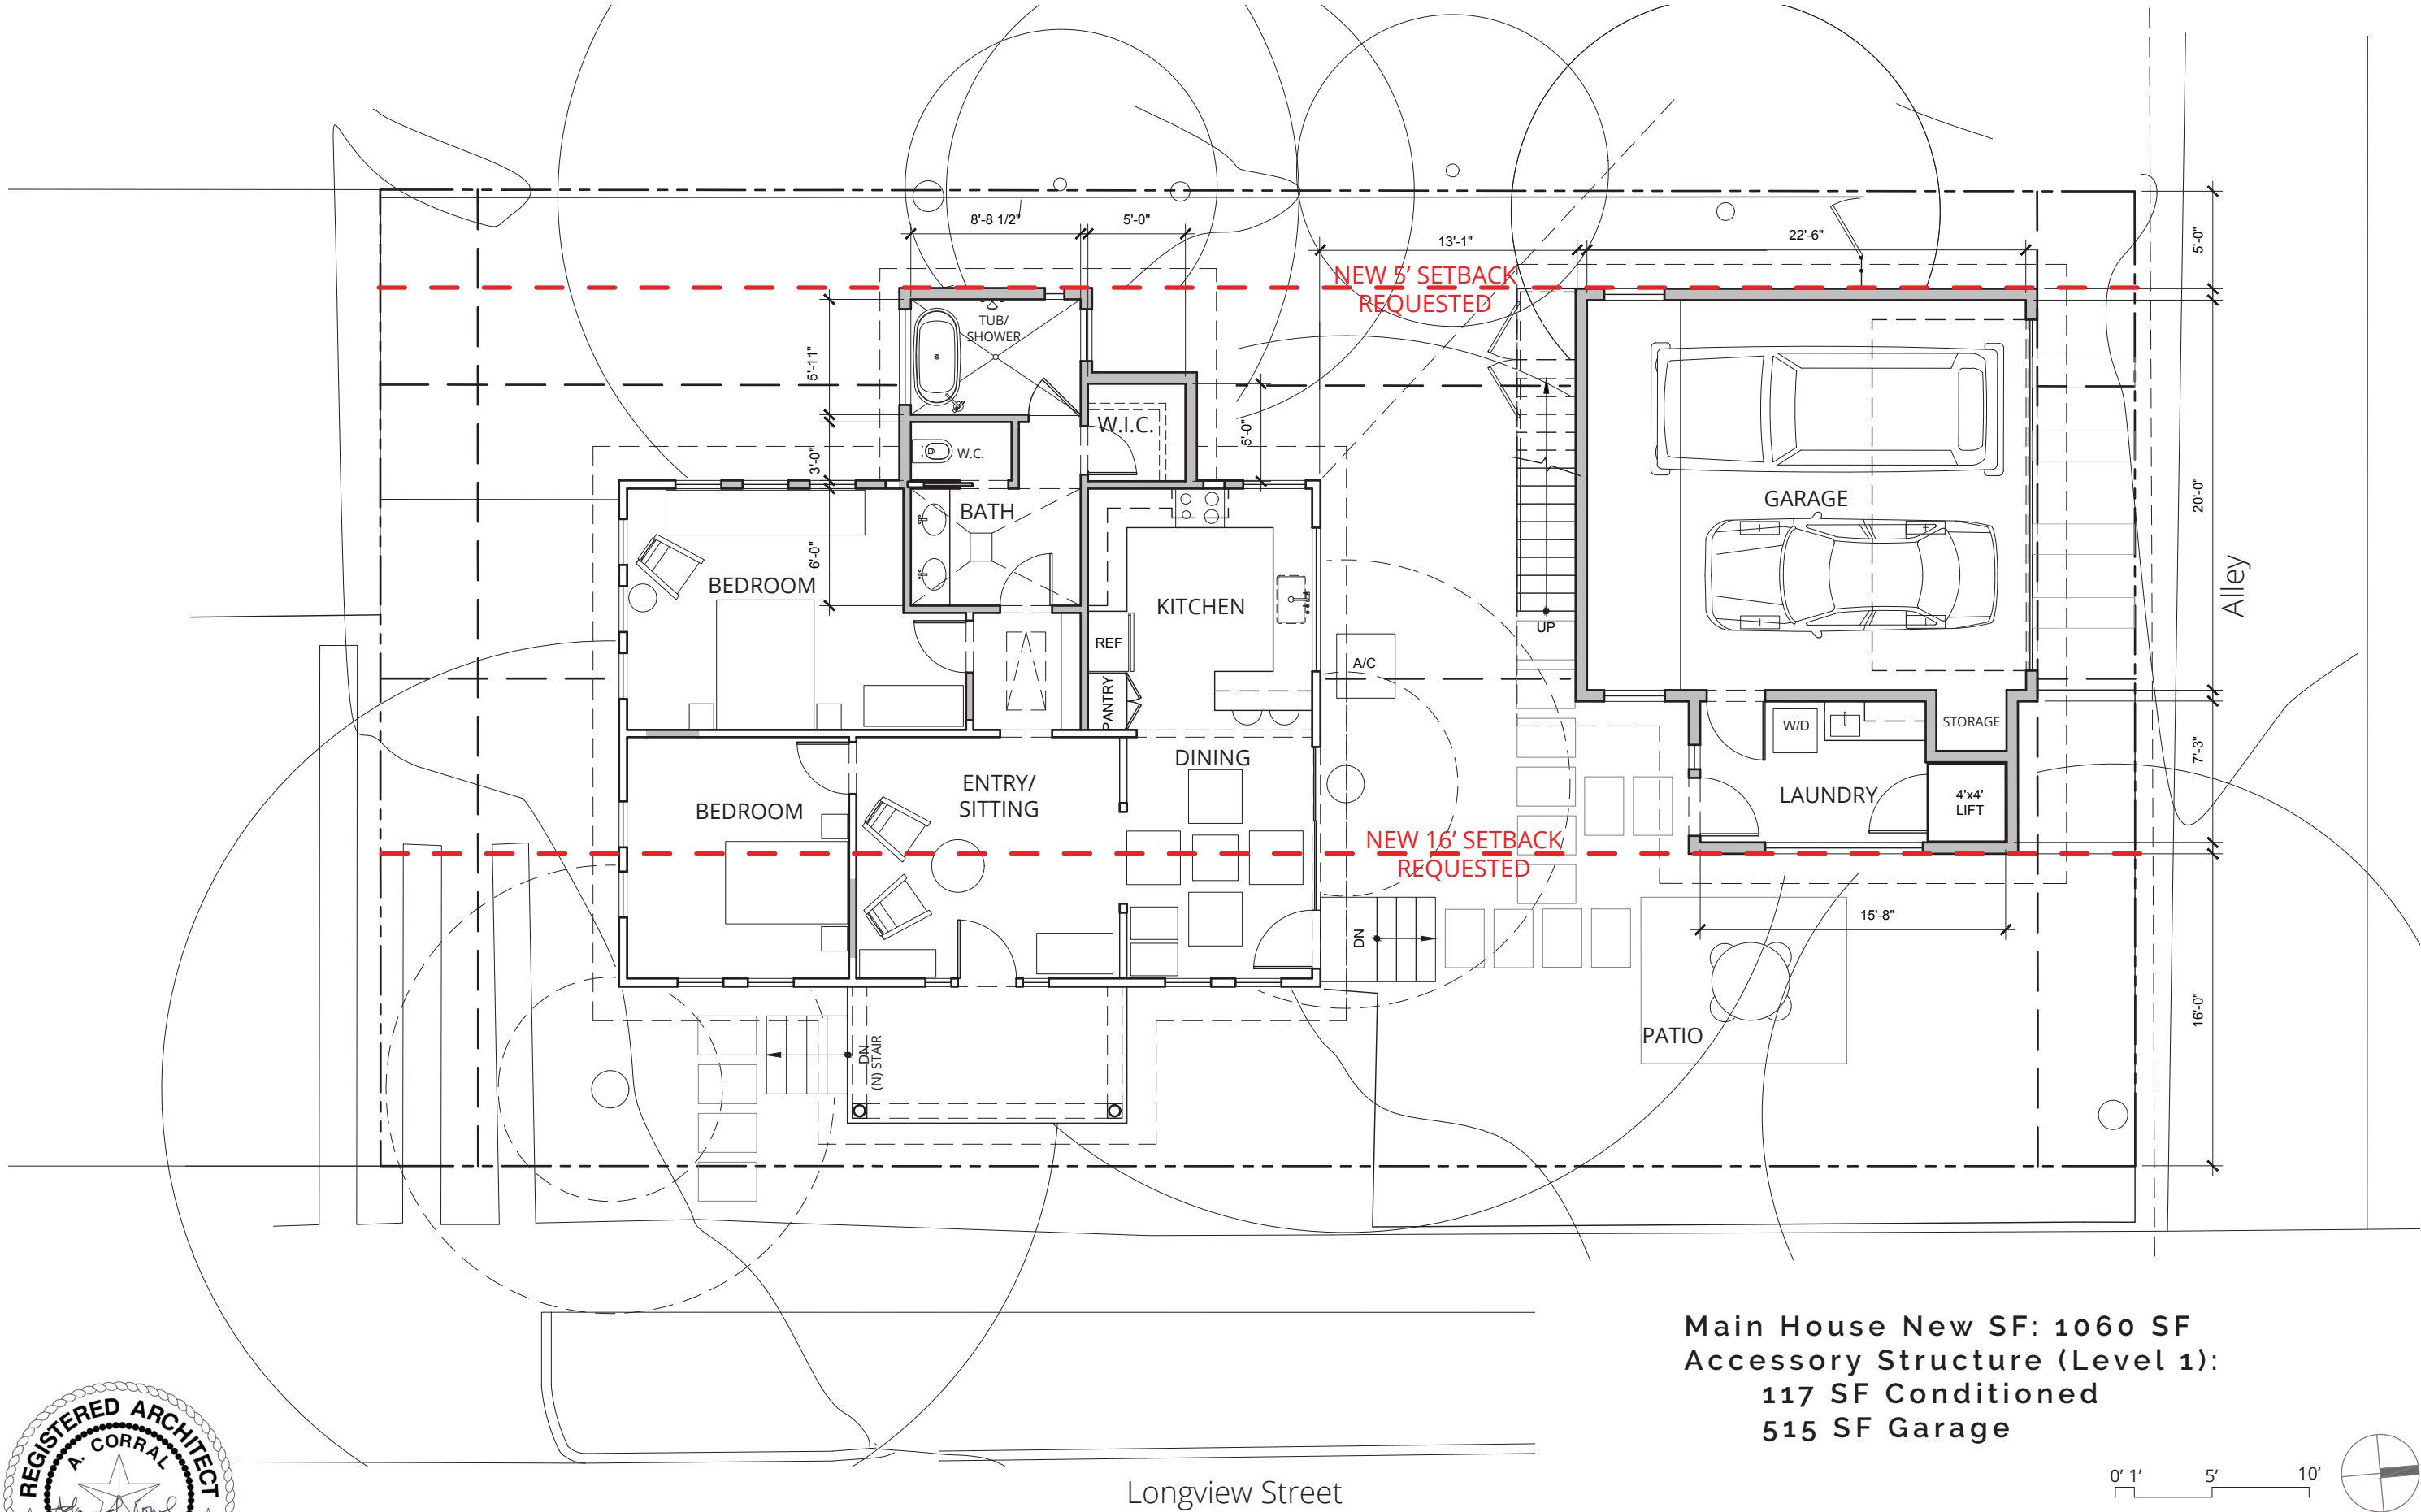 8'-8 1/2"
5'-0"
13'-1"
22'-6"
5'-0"
NEW 5' SETBACK
REQUESTED
TUB/
SHOWER
5'-11"
W.I.C.
5'-0"
3'-0"
W.C.
BATH
GARAGE
20'-0"
6'-0"
BEDROOM
KITCHEN
Alley
UP
REF
A/C
PANTRY
W/D
STORAGE
7'-3"
DINING
ENTRY/
SITTING
BEDROOM
LAUNDRY
4'x4'
LIFT
NEW 16' SETBACK
REQUESTED
15'-8"
DN
16'-0"
PATIO
DN
(N) STAIR
Main House New SF: 1060 SF
Accessory Structure (Level 1):
117 SF Conditioned
515 SF Garage
REGISTERED ARCHITECT
A. CORRAL
0' 1' 5' 10'
Longview Street